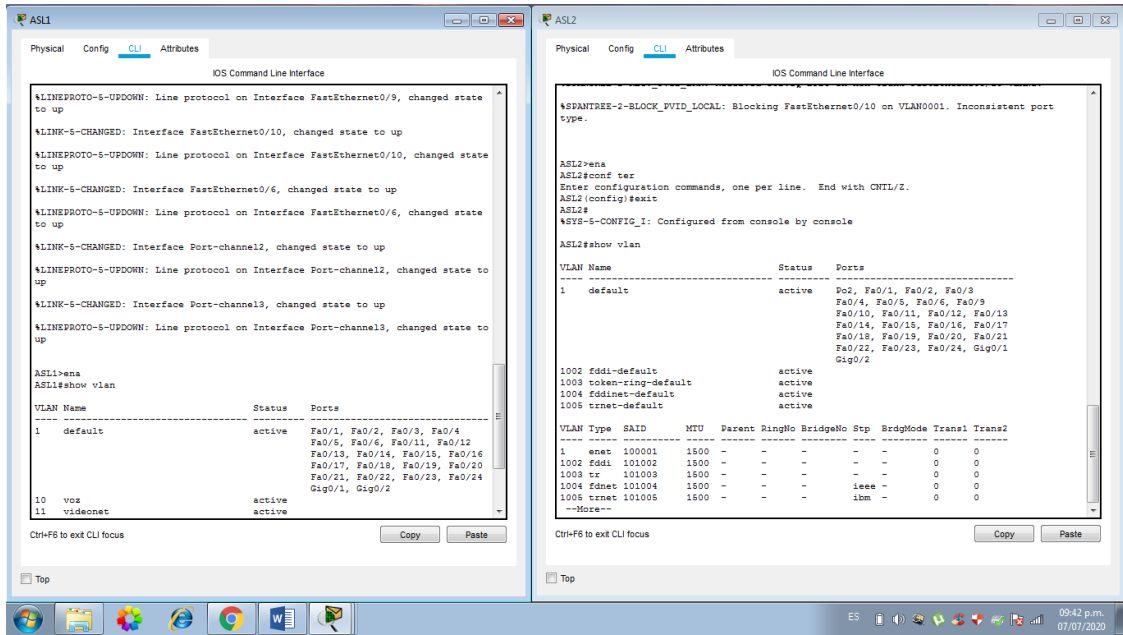 ASL1
Physical Config CLI Attributes
IOS Command Line Interface
%LINEPROTO-5-UPDOWN: Line protocol on Interface FastEthernet0/9, changed state
to up
%LINK-5-CHANGED: Interface FastEthernet0/10, changed state to up
%LINEPROTO-5-UPDOWN: Line protocol on Interface FastEthernet0/10, changed state
to up
%LINK-5-CHANGED: Interface FastEthernet0/6, changed state to up
%LINEPROTO-5-UPDOWN: Line protocol on Interface FastEthernet0/6, changed state
to up
%LINK-5-CHANGED: Interface Port-channel2, changed state to up
%LINEPROTO-5-UPDOWN: Line protocol on Interface Port-channel2, changed state to
up
%LINK-5-CHANGED: Interface Port-channel3, changed state to up
%LINEPROTO-5-UPDOWN: Line protocol on Interface Port-channel3, changed state to
up
ASL1>ena
ASL1#show vlan
VLAN Name Status Ports
---- -------------------------------- --------- -------------------------------
1 default active Fa0/1, Fa0/2, Fa0/3, Fa0/4
Fa0/5, Fa0/6, Fa0/11, Fa0/12
Fa0/13, Fa0/14, Fa0/15, Fa0/16
Fa0/17, Fa0/18, Fa0/19, Fa0/20
Fa0/21, Fa0/22, Fa0/23, Fa0/24
Gig0/1, Gig0/2
10 voz active
11 videonet active
Ctrl+F6 to exit CLI focus
Copy Paste
Top
ASL2
Physical Config CLI Attributes
IOS Command Line Interface
%SPANTREE-2-BLOCK_PVID_LOCAL: Blocking FastEthernet0/10 on VLAN0001. Inconsistent port
type.
ASL2>ena
ASL2#conf ter
Enter configuration commands, one per line. End with CNTL/Z.
ASL2(config)#exit
ASL2#
%SYS-5-CONFIG_I: Configured from console by console
ASL2#show vlan
VLAN Name Status Ports
---- -------------------------------- --------- -------------------------------
1 default active Po2, Fa0/1, Fa0/2, Fa0/3
Fa0/4, Fa0/5, Fa0/6, Fa0/9
Fa0/10, Fa0/11, Fa0/12, Fa0/13
Fa0/14, Fa0/15, Fa0/16, Fa0/17
Fa0/18, Fa0/19, Fa0/20, Fa0/21
Fa0/22, Fa0/23, Fa0/24, Gig0/1
Gig0/2
1002 fddi-default active
1003 token-ring-default active
1004 fddinet-default active
1005 trnet-default active
VLAN Type SAID MTU Parent RingNo BridgeNo Stp BrdgMode Trans1 Trans2
---- ----- ---------- ----- ------ ------ -------- ---- -------- ------ ------
1 enet 100001 1500 - - - - - 0 0
1002 fddi 101002 1500 - - - - - 0 0
1003 tr 101003 1500 - - - - - 0 0
1004 fdnet 101004 1500 - - - ieee - 0 0
1005 trnet 101005 1500 - - - ibm - 0 0
--More--
Ctrl+F6 to exit CLI focus
Copy Paste
Top
ES
09:42 p.m.
07/07/2020